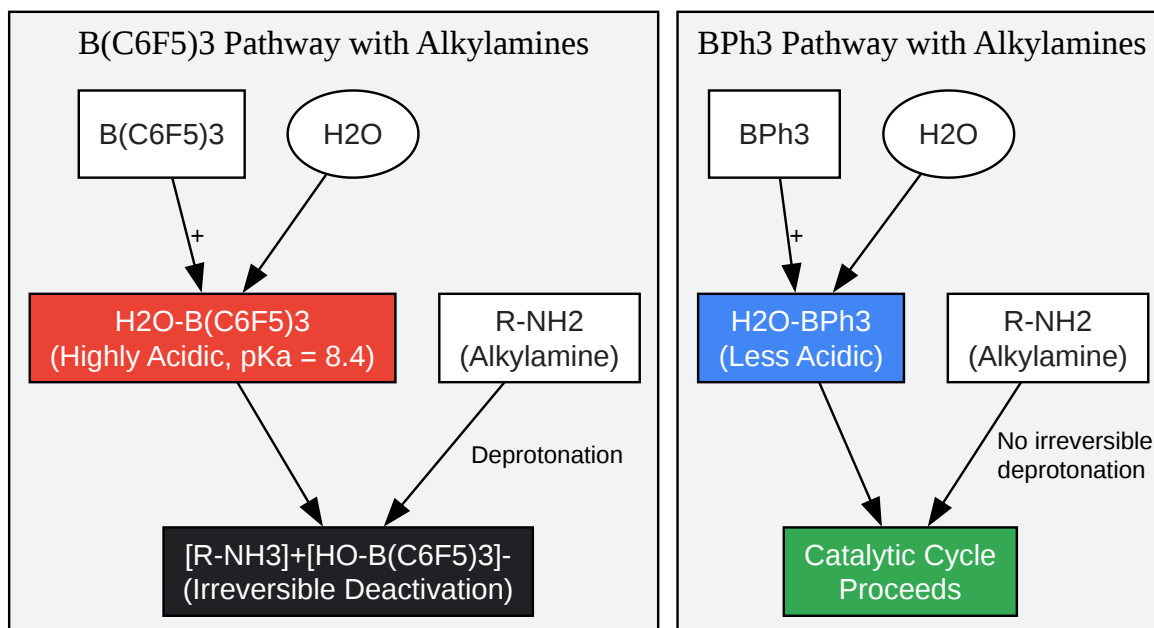 B(C6F5)3 Pathway with Alkylamines
B(C6F5)3
H2O
+
H2O-B(C6F5)3
(Highly Acidic, pKa = 8.4)
R-NH2
(Alkylamine)
Deprotonation
[R-NH3]+[HO-B(C6F5)3]-
(Irreversible Deactivation)
BPh3 Pathway with Alkylamines
BPh3
H2O
+
H2O-BPh3
(Less Acidic)
R-NH2
(Alkylamine)
No irreversible
deprotonation
Catalytic Cycle
Proceeds